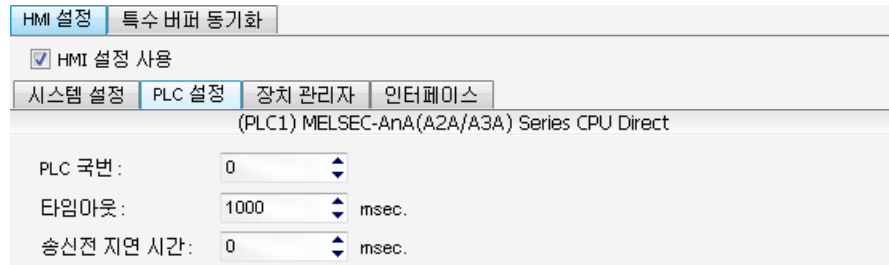 HMI 설정 특수 버퍼 동기화
HMI 설정 사용
시스템 설정 PLC 설정 장치 관리자 인터페이스
(PLC1) MELSEC-AnA(A2A/A3A) Series CPU Direct
PLC 국번 : 0
타임아웃 : 1000 msec.
송신전 지연 시간 : 0 msec.